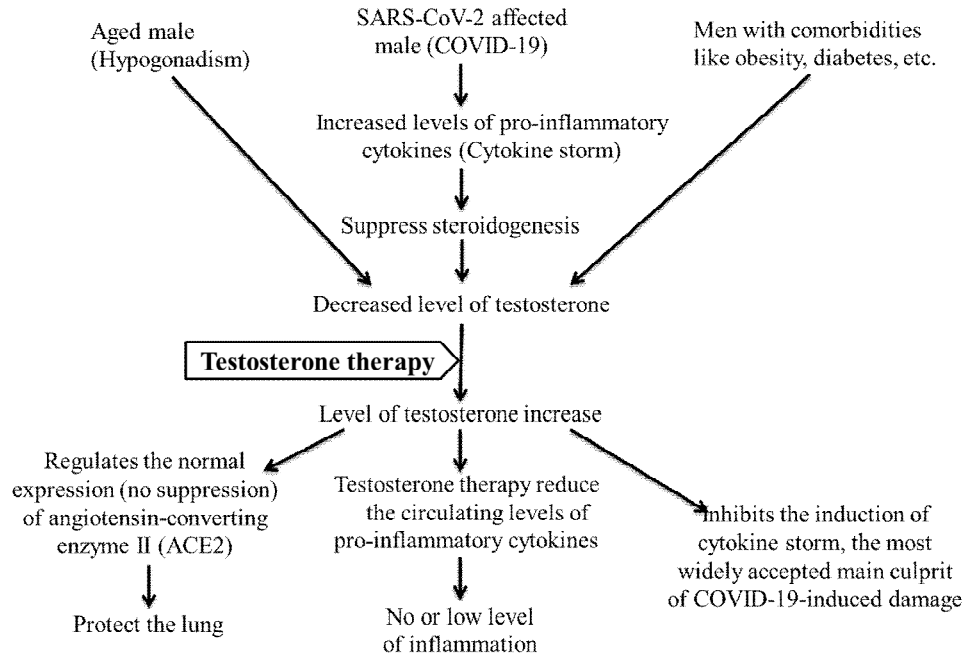 Aged male
(Hypogonadism)
SARS-CoV-2 affected
male (COVID-19)
Men with comorbidities
like obesity, diabetes, etc.
Increased levels of pro-inflammatory
cytokines (Cytokine storm)
Suppress steroidogenesis
Decreased level of testosterone
Testosterone therapy
Level of testosterone increase
Regulates the normal
expression (no suppression)
of angiotensin-converting
enzyme II (ACE2)
Protect the lung
Testosterone therapy reduce
the circulating levels of
pro-inflammatory cytokines
No or low level
of inflammation
Inhibits the induction of
cytokine storm, the most
widely accepted main culprit
of COVID-19-induced damage